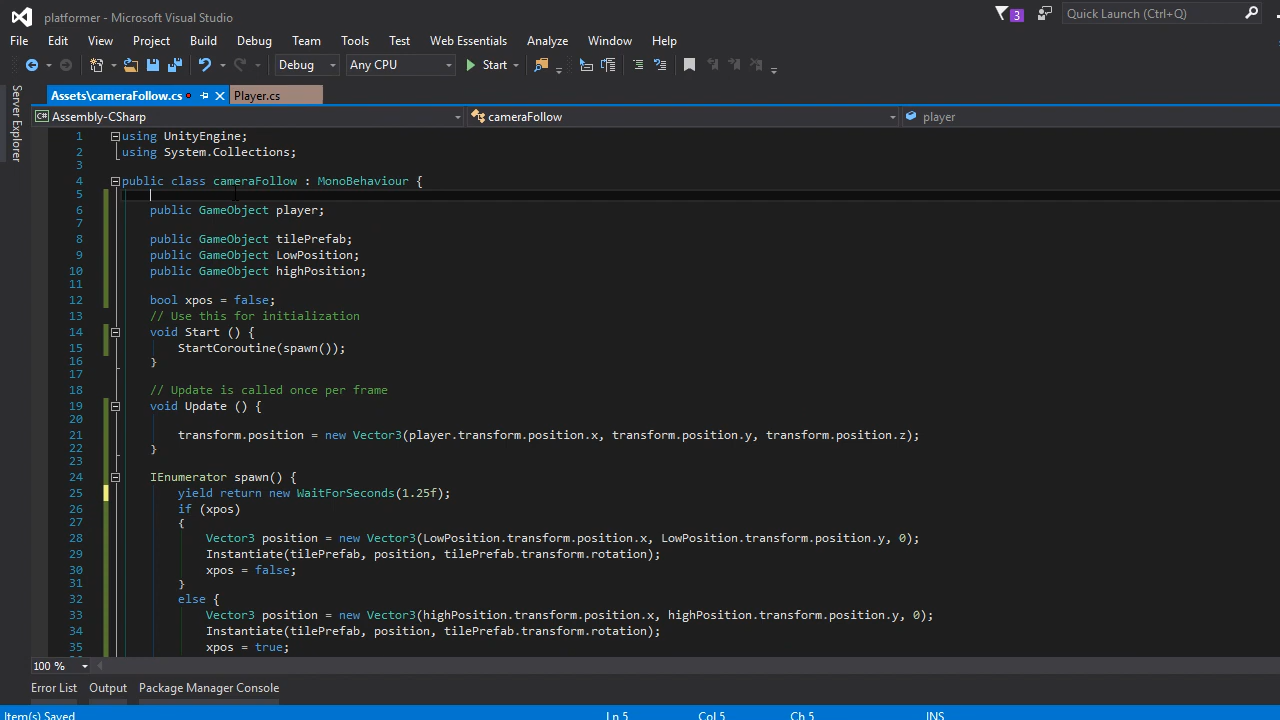 platformer - Microsoft Visual Studio
3
Quick Launch (Ctrl+Q)
File Edit View Project Build Debug Team Tools Test Web Essentials Analyze Window Help
Debug Any CPU Start
Server Explorer
Assets\cameraFollow.cs Player.cs
C# Assembly-CSharp cameraFollow player
1 using UnityEngine;
2 using System.Collections;
3
4 public class cameraFollow : MonoBehaviour {
5
6 public GameObject player;
7
8 public GameObject tilePrefab;
9 public GameObject LowPosition;
10 public GameObject highPosition;
11
12 bool xpos = false;
13 // Use this for initialization
14 void Start () {
15 StartCoroutine(spawn());
16 }
17
18 // Update is called once per frame
19 void Update () {
20
21 transform.position = new Vector3(player.transform.position.x, transform.position.y, transform.position.z);
22 }
23
24 IEnumerator spawn() {
25 yield return new WaitForSeconds(1.25f);
26 if (xpos)
27 {
28 Vector3 position = new Vector3(LowPosition.transform.position.x, LowPosition.transform.position.y, 0);
29 Instantiate(tilePrefab, position, tilePrefab.transform.rotation);
30 xpos = false;
31 }
32 else {
33 Vector3 position = new Vector3(highPosition.transform.position.x, highPosition.transform.position.y, 0);
34 Instantiate(tilePrefab, position, tilePrefab.transform.rotation);
35 xpos = true;
100 %
Error List Output Package Manager Console
Item(s) Saved Ln 5 Col 5 Ch 5 INS